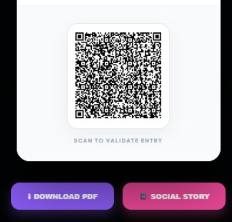 SCAN TO VALIDATE ENTRY
DOWNLOAD PDF
SOCIAL STORY